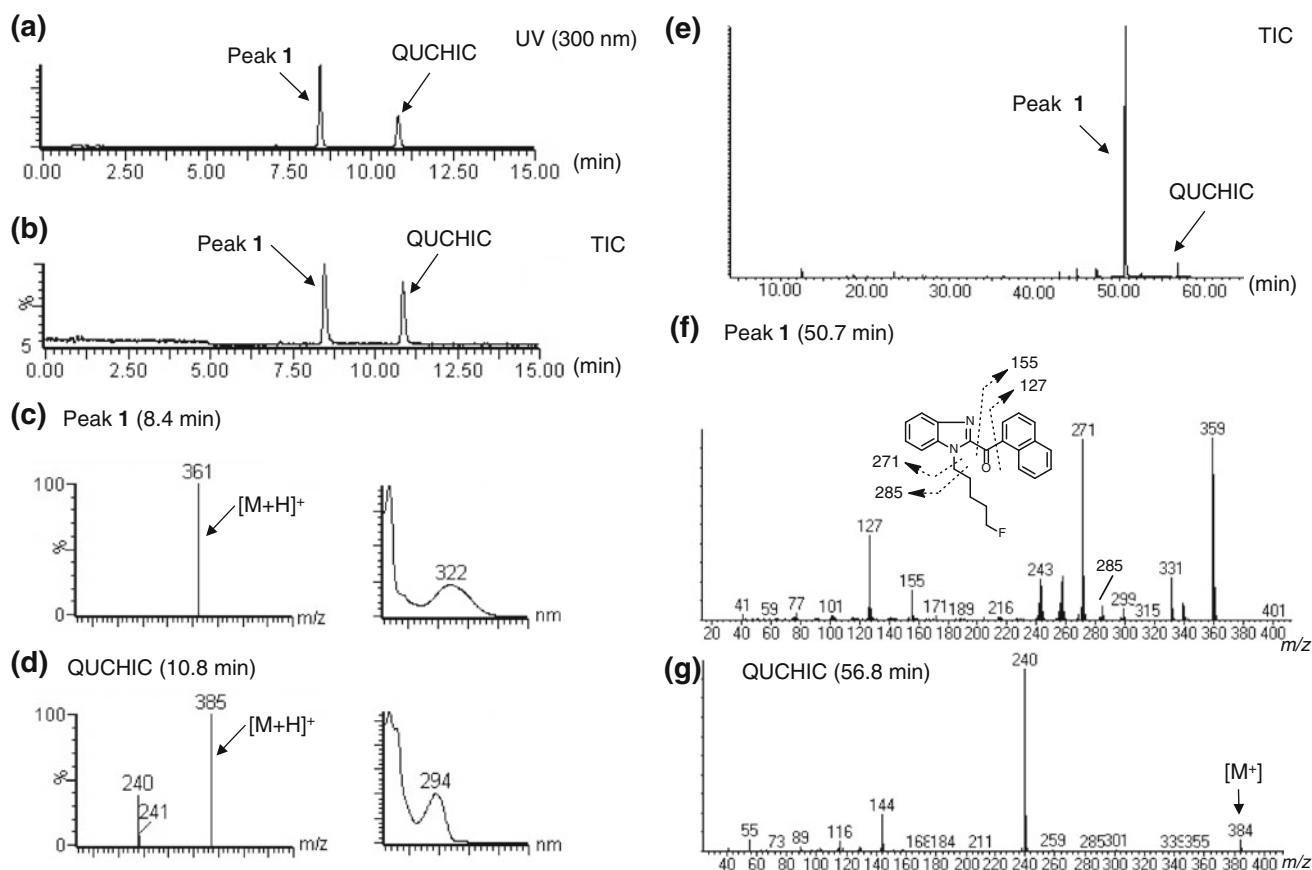 (a)
UV (300 nm)
Peak 1
QUCHIC
0.00 2.50 5.00 7.50 10.00 12.50 15.00 (min)
(b)
Peak 1
QUCHIC
TIC
%
5
0.00 2.50 5.00 7.50 10.00 12.50 15.00
(min)
(c) Peak 1 (8.4 min)
361
100
[M+H]+
%
0
m/z
322
nm
(d) QUCHIC (10.8 min)
385
100
[M+H]+
240
241
%
0
m/z
294
nm
(e)
TIC
Peak 1
QUCHIC
10.00 20.00 30.00 40.00 50.00 60.00 (min)
(f) Peak 1 (50.7 min)
155
127
N
N
O
271
285
F
271
359
127
243
285
331
155
41 59 77 101 171 189 216 299 315 401
20 40 60 80 100 120 140 160 180 200 220 240 260 280 300 320 340 360 380 400
m/z
(g) QUCHIC (56.8 min)
240
[M+]
144
55 73 89 116 168 184 211 259 285 301 339 355 384
40 60 80 100 120 140 160 180 200 220 240 260 280 300 320 340 360 380 400
m/z